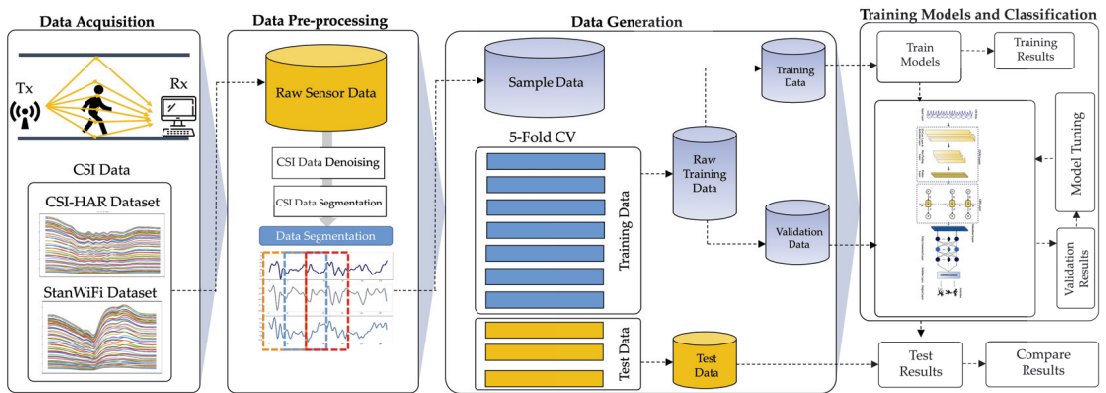 Data Acquisition
Tx
Rx
CSI Data
CSI-HAR Dataset
StanWiFi Dataset
Data Pre-processing
Raw Sensor Data
CSI Data Denoising
CSI Data Segmentation
Data Segmentation
Data Generation
Sample Data
5-Fold CV
Training Data
Test Data
Raw
Training
Data
Training
Data
Validation
Data
Test
Data
Training Models and Classification
Train
Models
Training
Results
Model Tuning
Validation
Results
Test
Results
Compare
Results